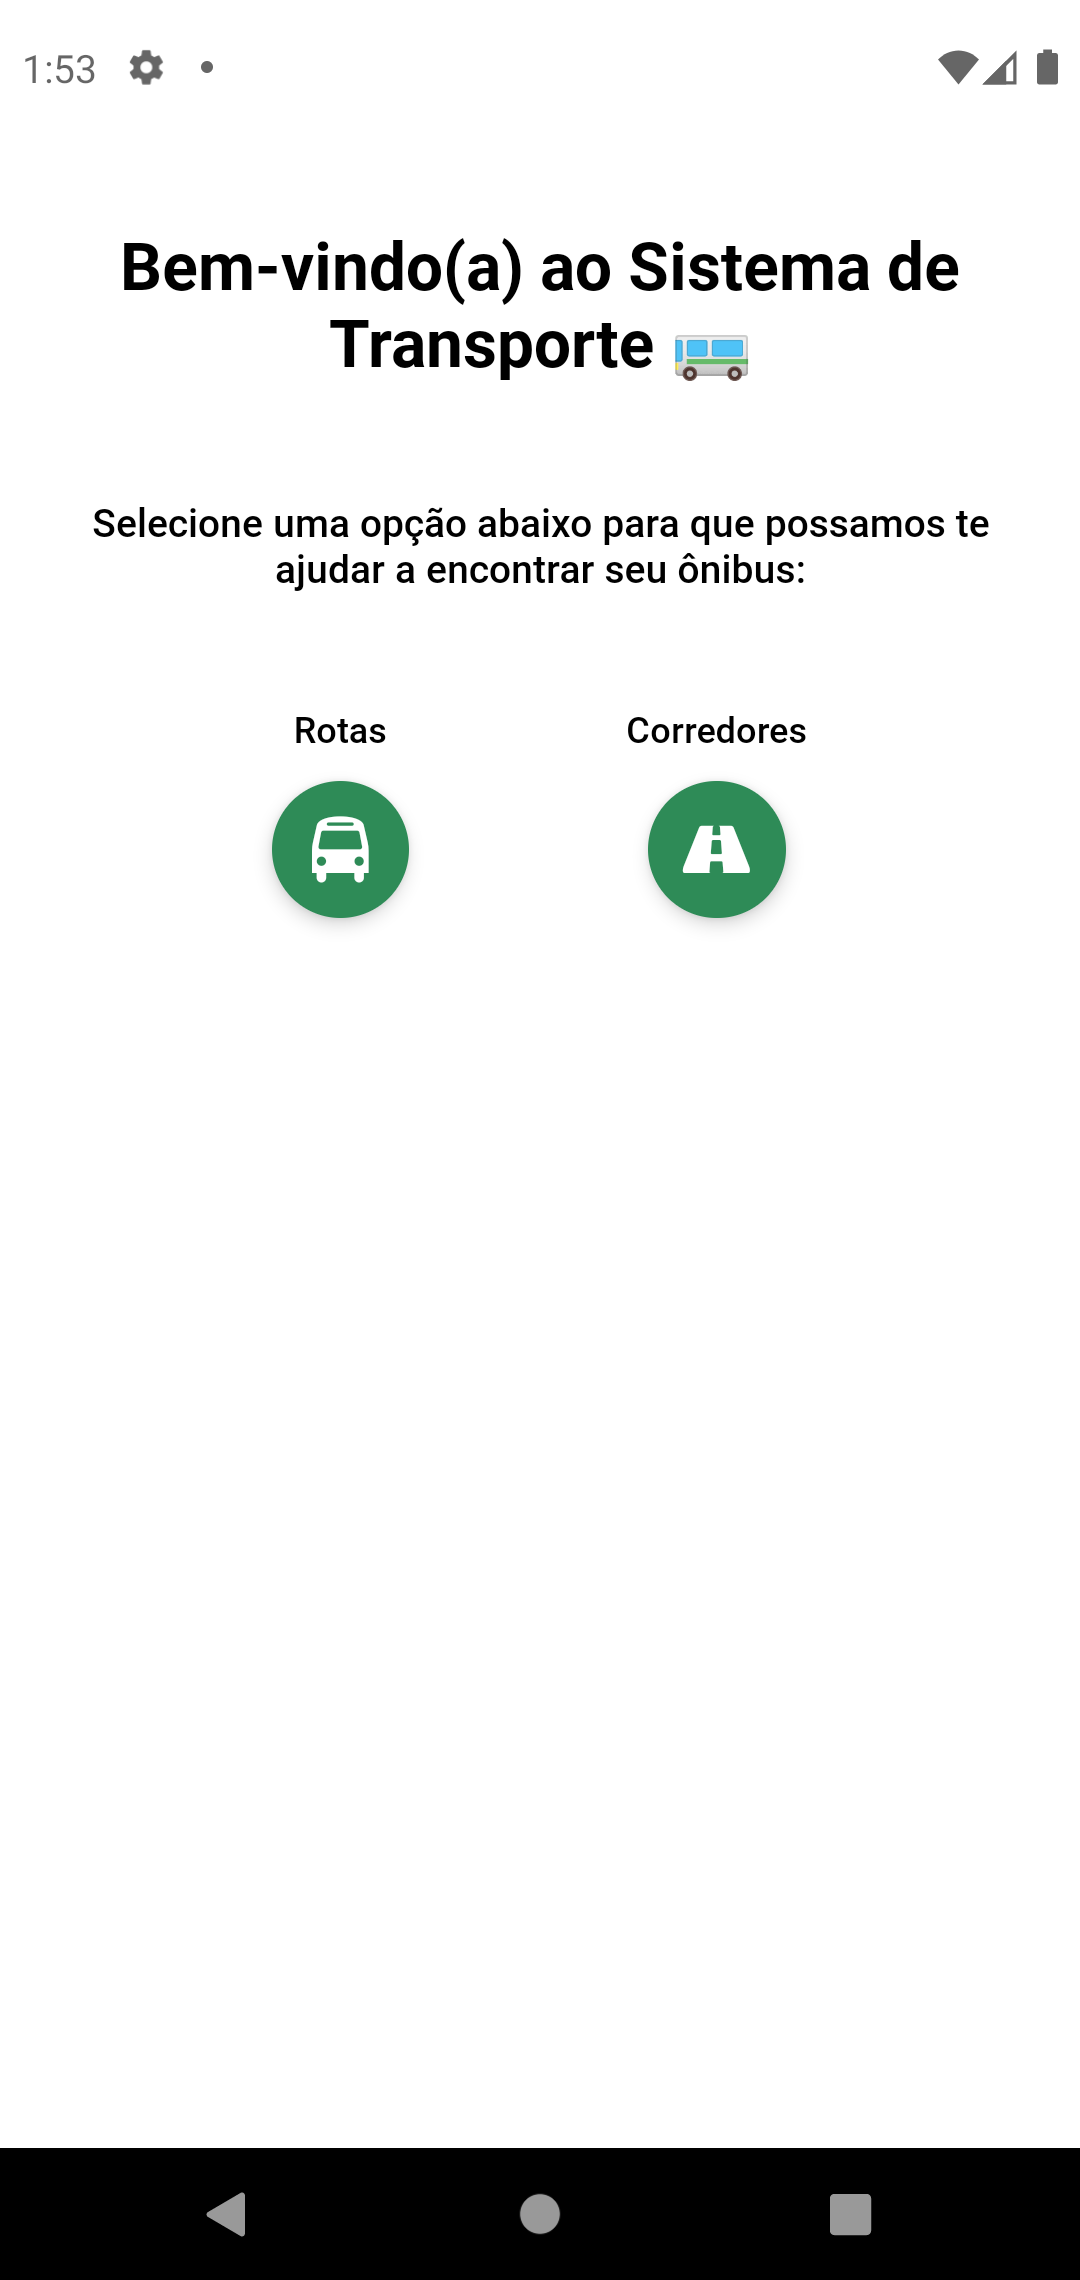 1:53
Bem-vindo(a) ao Sistema de
Transporte 🚌
Selecione uma opção abaixo para que possamos te
ajudar a encontrar seu ônibus:
Rotas
Corredores